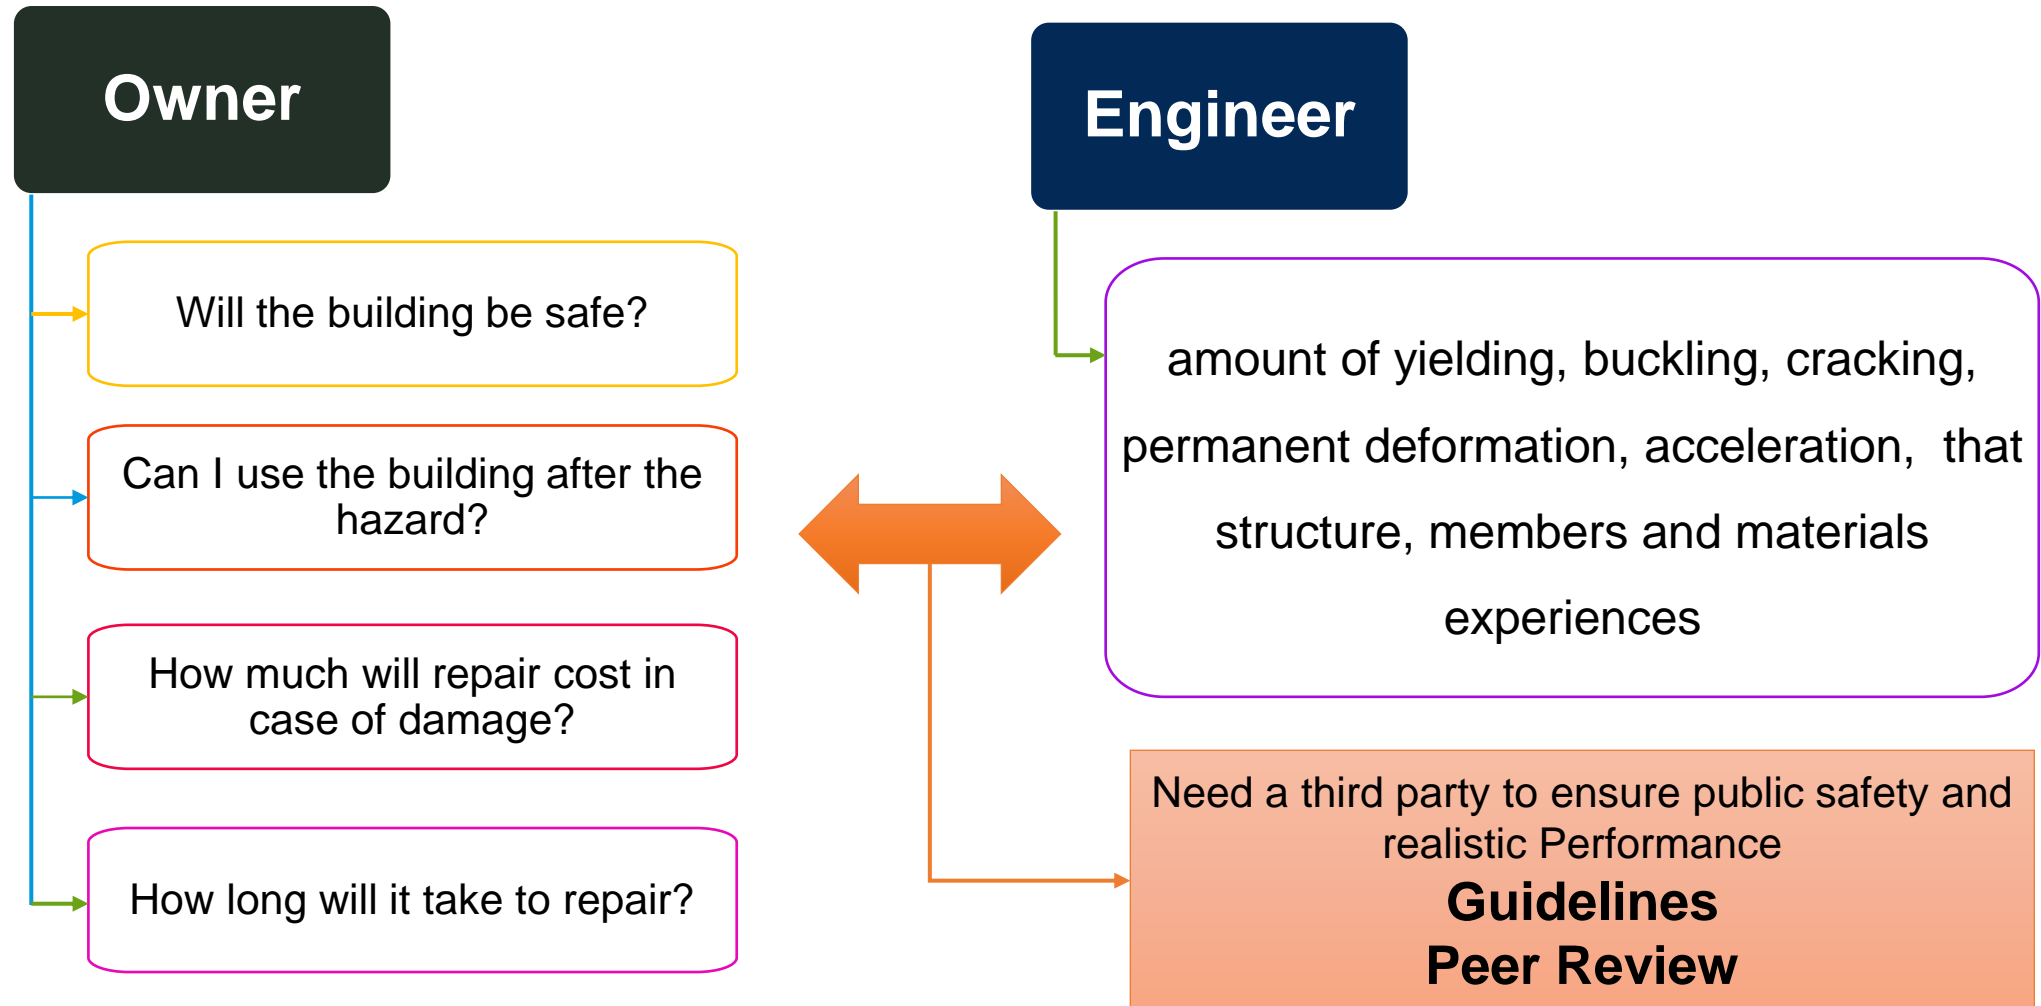 Owner
Will the building be safe?
Can I use the building after the
hazard?
How much will repair cost in
case of damage?
How long will it take to repair?
Engineer
amount of yielding, buckling, cracking,
permanent deformation, acceleration,  that
structure, members and materials
experiences
Need a third party to ensure public safety and
realistic Performance
Guidelines
Peer Review